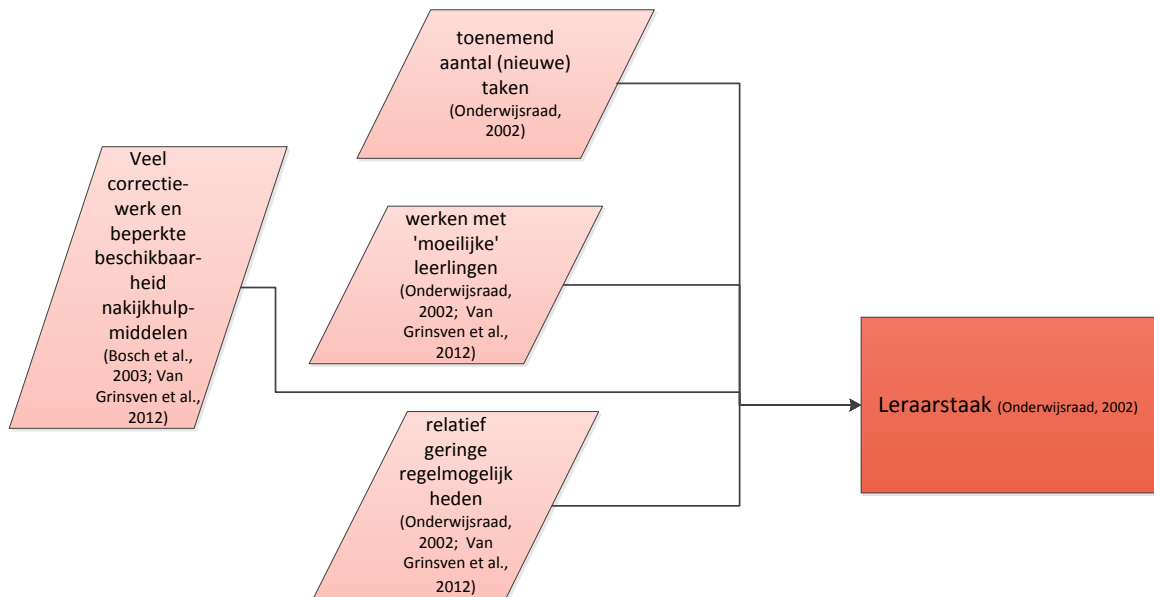 toenemend
aantal (nieuwe)
taken
(Onderwijsraad,
2002)
Veel
correctie-
werk en
beperkte
beschikbaar-
heid
nakijkhulp-
middelen
(Bosch et al.,
2003; Van
Grinsven et al.,
2012)
werken met
'moeilijke'
leerlingen
(Onderwijsraad,
2002;  Van
Grinsven et al.,
2012)
relatief
geringe
regelmogelijk
heden
(Onderwijsraad,
2002;  Van
Grinsven et al.,
2012)
Leraarstaak (Onderwijsraad, 2002)